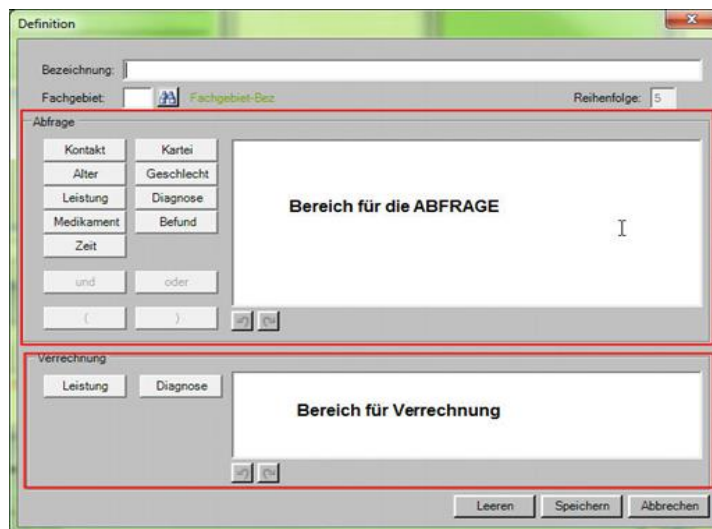 Definition
Bezeichnung:
Fachgebiet: Fachgebiet-Bez Reihenfolge: 5
Abfrage
Kontakt Kartei
Alter Geschlecht
Leistung Diagnose
Bereich für die ABFRAGE
Medikament Befund
Zeit
und oder
( )
Verrechnung
Leistung Diagnose
Bereich für Verrechnung
Leeren Speichern Abbrechen